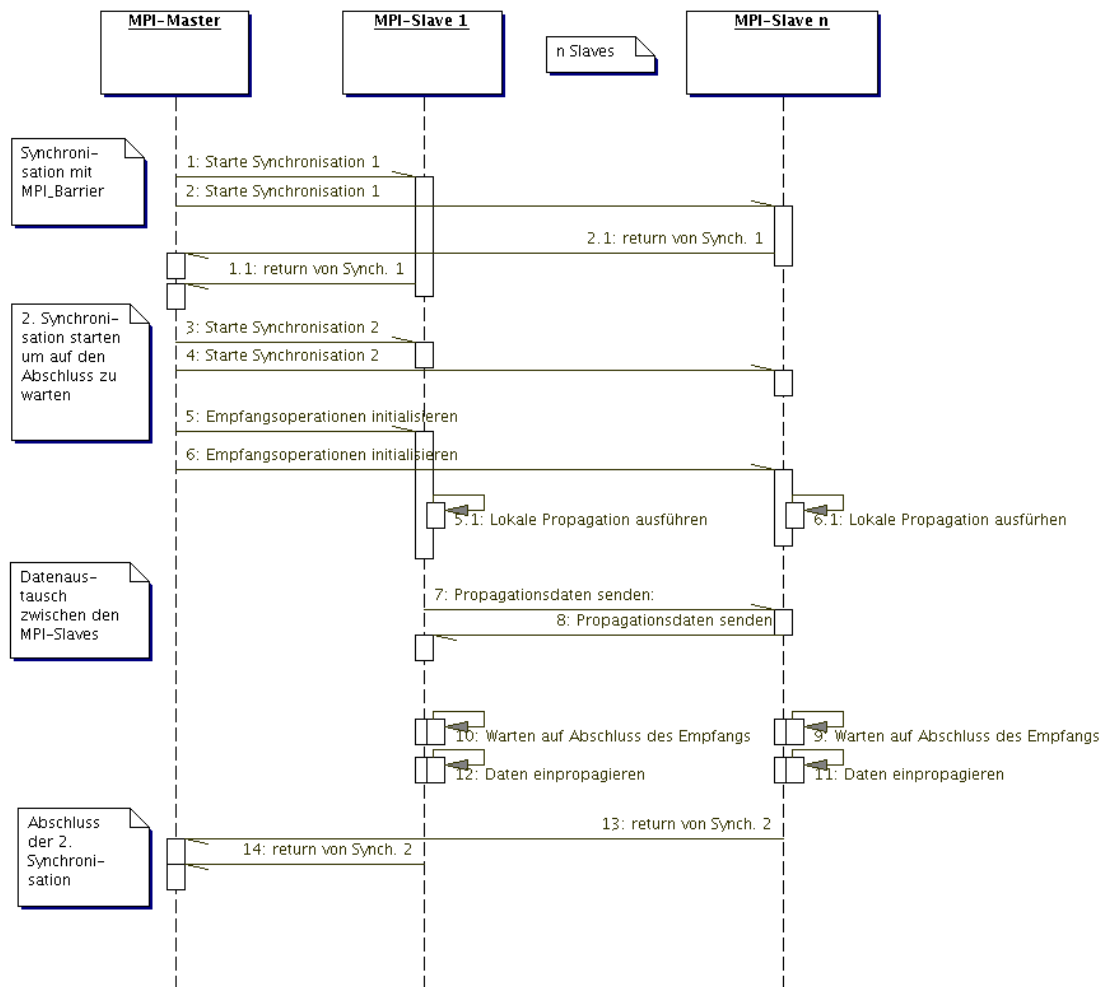 MPI-Master
MPI-Slave 1
MPI-Slave n
n Slaves
Synchroni-
sation mit
MPI_Barrier
1: Starte Synchronisation 1
2: Starte Synchronisation 1
2.1: return von Synch. 1
1.1: return von Synch. 1
2. Synchroni-
sation starten
um auf den
Abschluss zu
warten
3: Starte Synchronisation 2
4: Starte Synchronisation 2
5: Empfangsoperationen initialisieren
6: Empfangsoperationen initialisieren
5.1: Lokale Propagation ausführen
6.1: Lokale Propagation ausfürhen
Datenaus-
tausch
zwischen den
MPI-Slaves
7: Propagationsdaten senden:
8: Propagationsdaten senden
10: Warten auf Abschluss des Empfangs
9: Warten auf Abschluss des Empfangs
12: Daten einpropagieren
11: Daten einpropagieren
Abschluss
der 2.
Synchroni-
sation
13: return von Synch. 2
14: return von Synch. 2